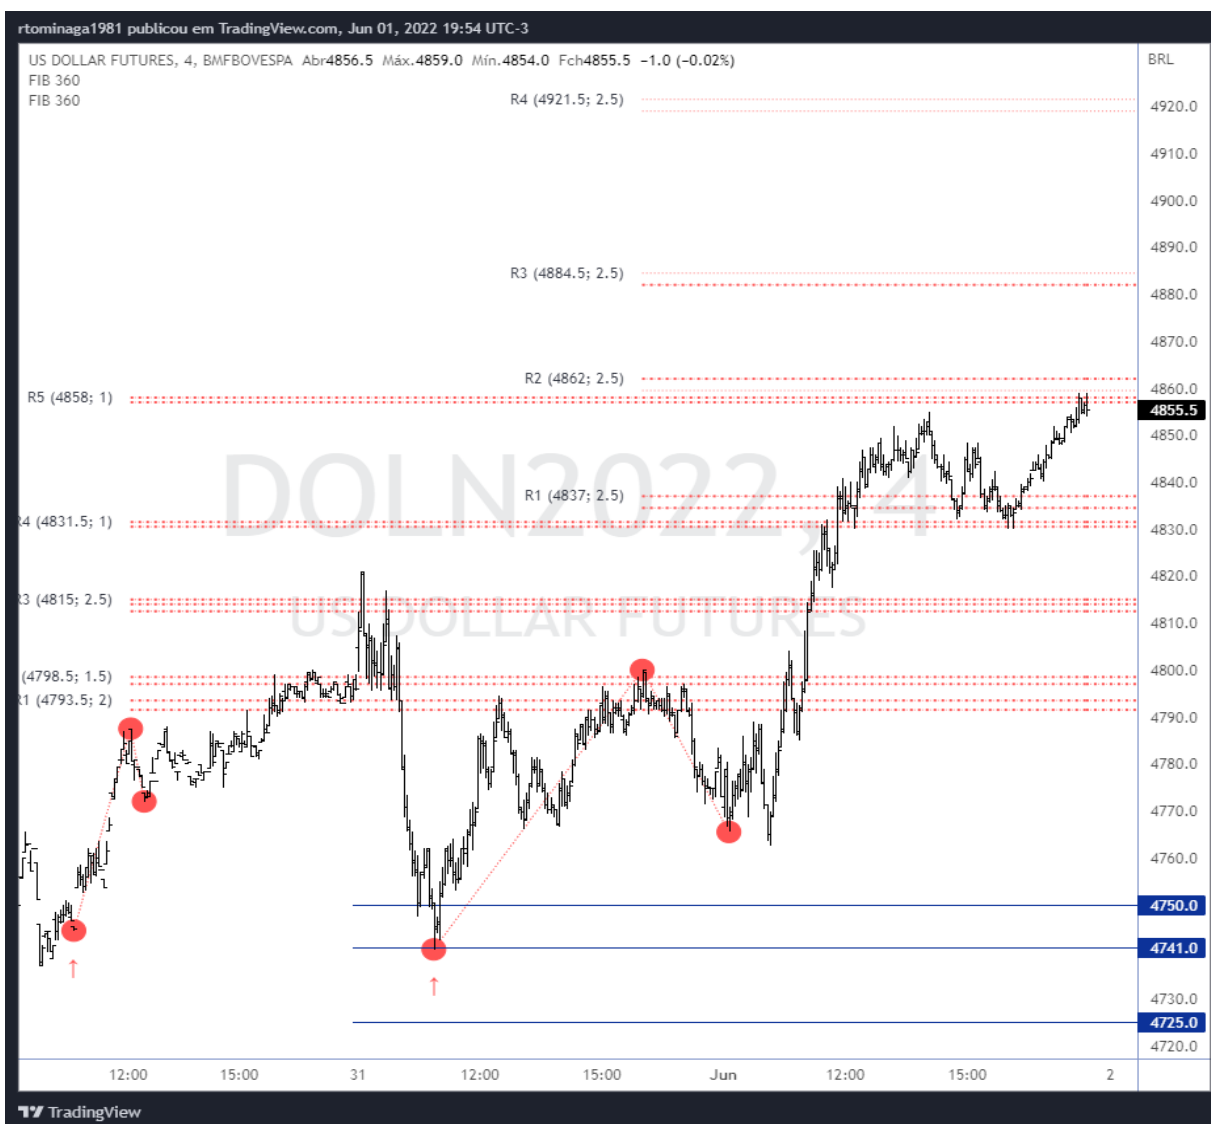 rtominaga1981 publicou em TradingView.com, Jun 01, 2022 19:54 UTC-3
US DOLLAR FUTURES, 4, BMFBOVESPA Abr4856.5 Máx.4859.0 Mín.4854.0 Fch4855.5 −1.0 (−0.02%)
BRL
FIB 360
FIB 360
R4 (4921.5; 2.5)
4920.0
4910.0
4900.0
4890.0
R3 (4884.5; 2.5)
4880.0
4870.0
R2 (4862; 2.5)
4860.0
R5 (4858; 1)
4855.5
4850.0
4840.0
DOLN2022, 4
R1 (4837; 2.5)
R4 (4831.5; 1)
4830.0
4820.0
R3 (4815; 2.5)
US DOLLAR FUTURES
4810.0
4800.0
(4798.5; 1.5)
R1 (4793.5; 2)
4790.0
4780.0
4770.0
4760.0
4750.0
4741.0
4730.0
4725.0
4720.0
12:00 15:00 31 12:00 15:00 Jun 12:00 15:00 2
TradingView